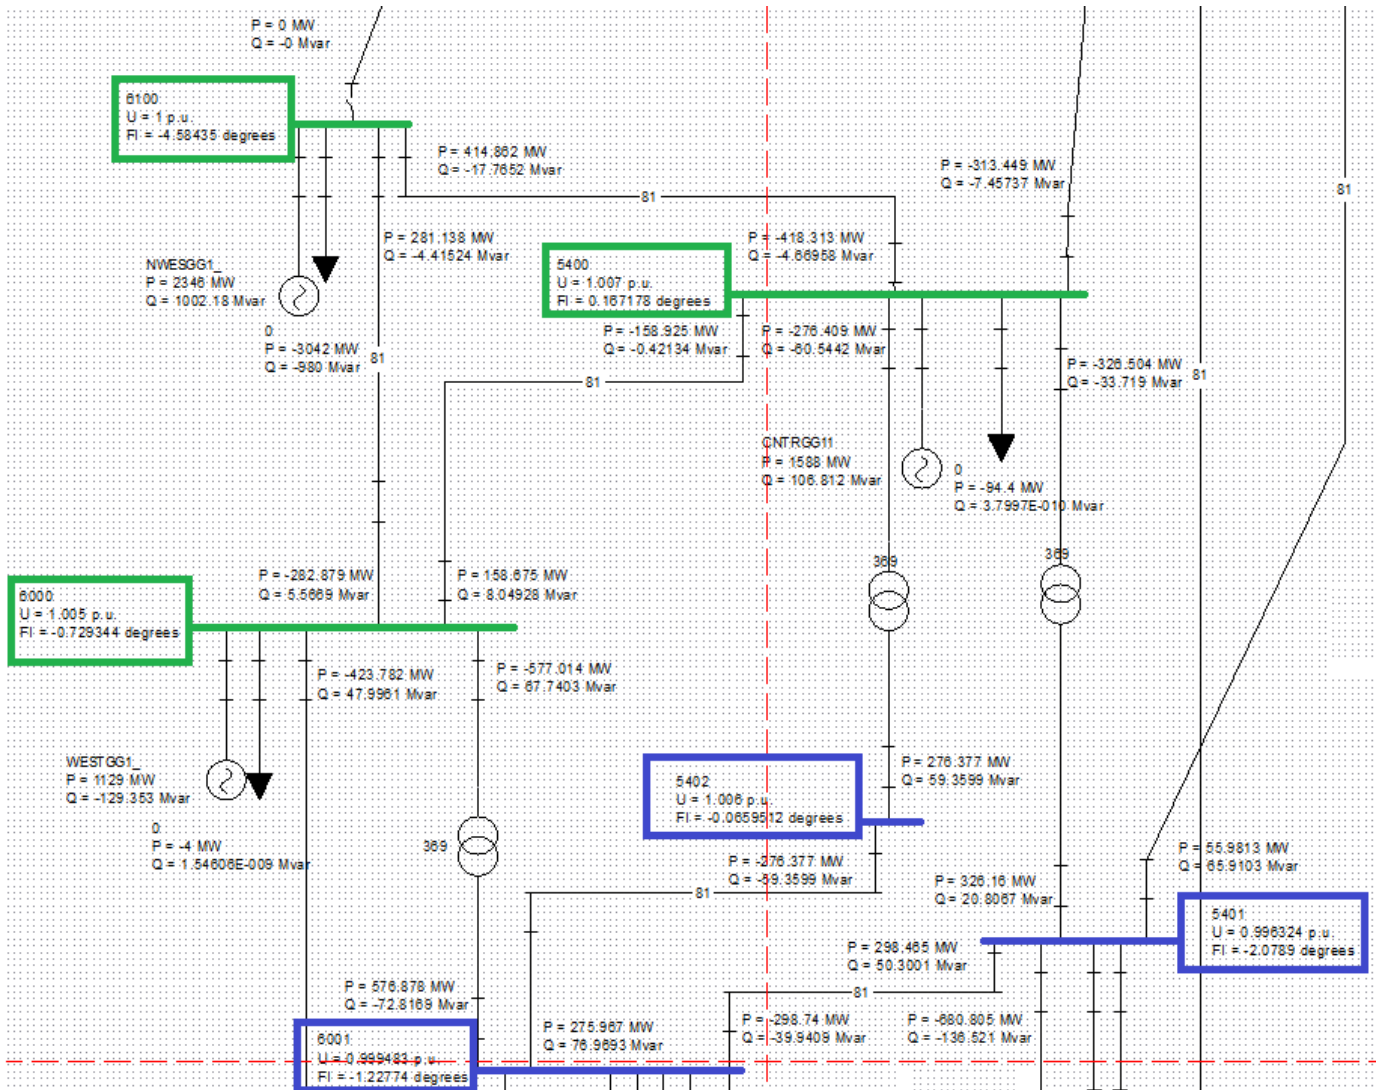 P = 0 MW
Q = -0 Mvar
6100
U = 1 p.u.
FI = -4.58435 degrees
P = 414.862 MW
Q = -17.7652 Mvar
P = -313.449 MW
Q = -7.45737 Mvar
81
81
P = 281.138 MW
Q = -4.41524 Mvar
P = -418.313 MW
Q = -4.66958 Mvar
NWESGG1_
P = 2346 MW
Q = 1002.18 Mvar
5400
U = 1.007 p.u.
FI = 0.167178 degrees
0
P = -3042 MW
Q = -980 Mvar
81
P = -158.925 MW
Q = -0.42134 Mvar
P = -276.409 MW
Q = -60.5442 Mvar
P = -326.504 MW
Q = -33.719 Mvar
81
81
CNTRGG11
P = 1588 MW
Q = 106.812 Mvar
0
P = -94.4 MW
Q = 3.7997E-010 Mvar
369
369
P = -282.879 MW
Q = 5.5669 Mvar
P = 158.675 MW
Q = 8.04928 Mvar
6000
U = 1.005 p.u.
FI = -0.729344 degrees
P = -423.782 MW
Q = 47.9961 Mvar
P = -577.014 MW
Q = 67.7403 Mvar
WESTGG1_
P = 1129 MW
Q = -129.353 Mvar
5402
U = 1.006 p.u.
FI = -0.0659512 degrees
P = 276.377 MW
Q = 59.3599 Mvar
0
P = -4 MW
Q = 1.54606E-009 Mvar
369
P = -276.377 MW
Q = -59.3599 Mvar
81
P = 326.16 MW
Q = 20.8067 Mvar
P = 55.9813 MW
Q = 65.9103 Mvar
5401
U = 0.996324 p.u.
FI = -2.0789 degrees
P = 298.465 MW
Q = 50.3001 Mvar
81
P = 576.878 MW
Q = -72.8169 Mvar
6001
U = 0.999483 p.u.
FI = -1.22774 degrees
P = 275.967 MW
Q = 76.9693 Mvar
P = -298.74 MW
Q = -39.9409 Mvar
P = -680.805 MW
Q = -136.521 Mvar